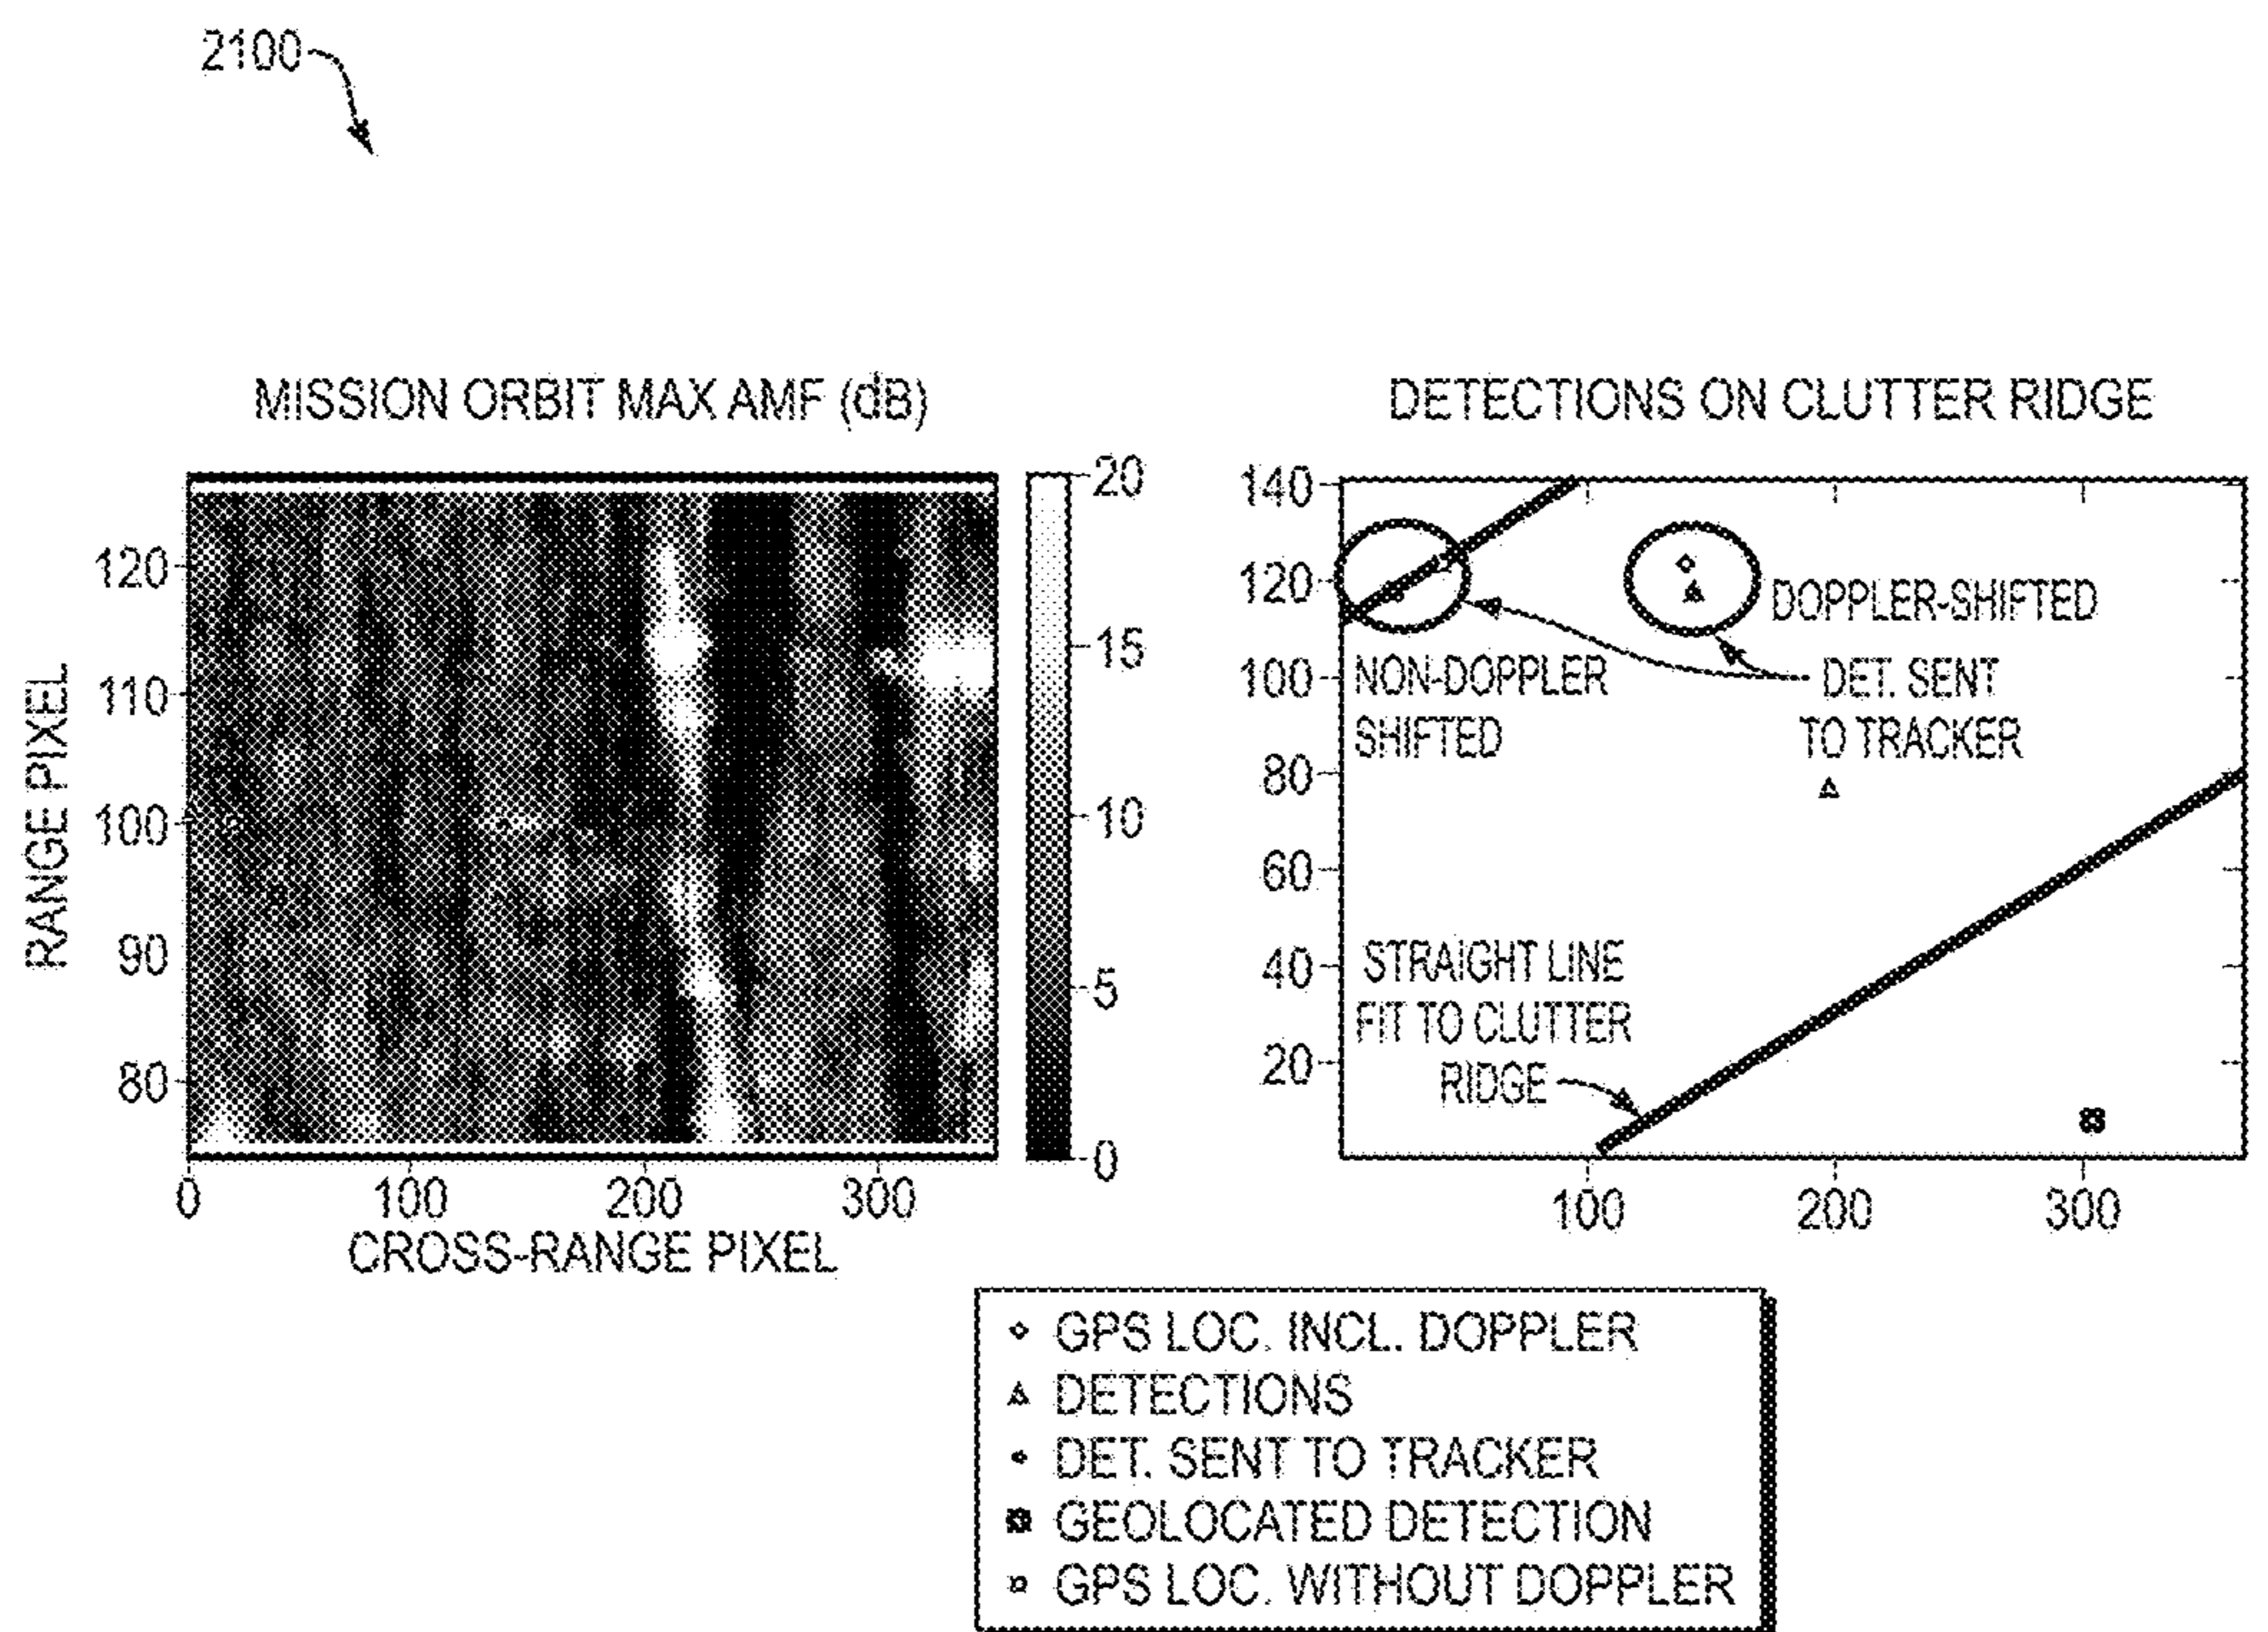 2100
MISSION ORBIT MAX AMF (dB)
RANGE PIXEL
120
110
100
90
80
0
100
200
300
CROSS-RANGE PIXEL
20
15
10
5
0
DETECTIONS ON CLUTTER RIDGE
140
120
100
80
60
40
20
100
200
300
DOPPLER-SHIFTED
NON-DOPPLER
SHIFTED
DET. SENT
TO TRACKER
STRAIGHT LINE
FIT TO CLUTTER
RIDGE
GPS LOC. INCL. DOPPLER
DETECTIONS
DET. SENT TO TRACKER
GEOLOCATED DETECTION
GPS LOC. WITHOUT DOPPLER